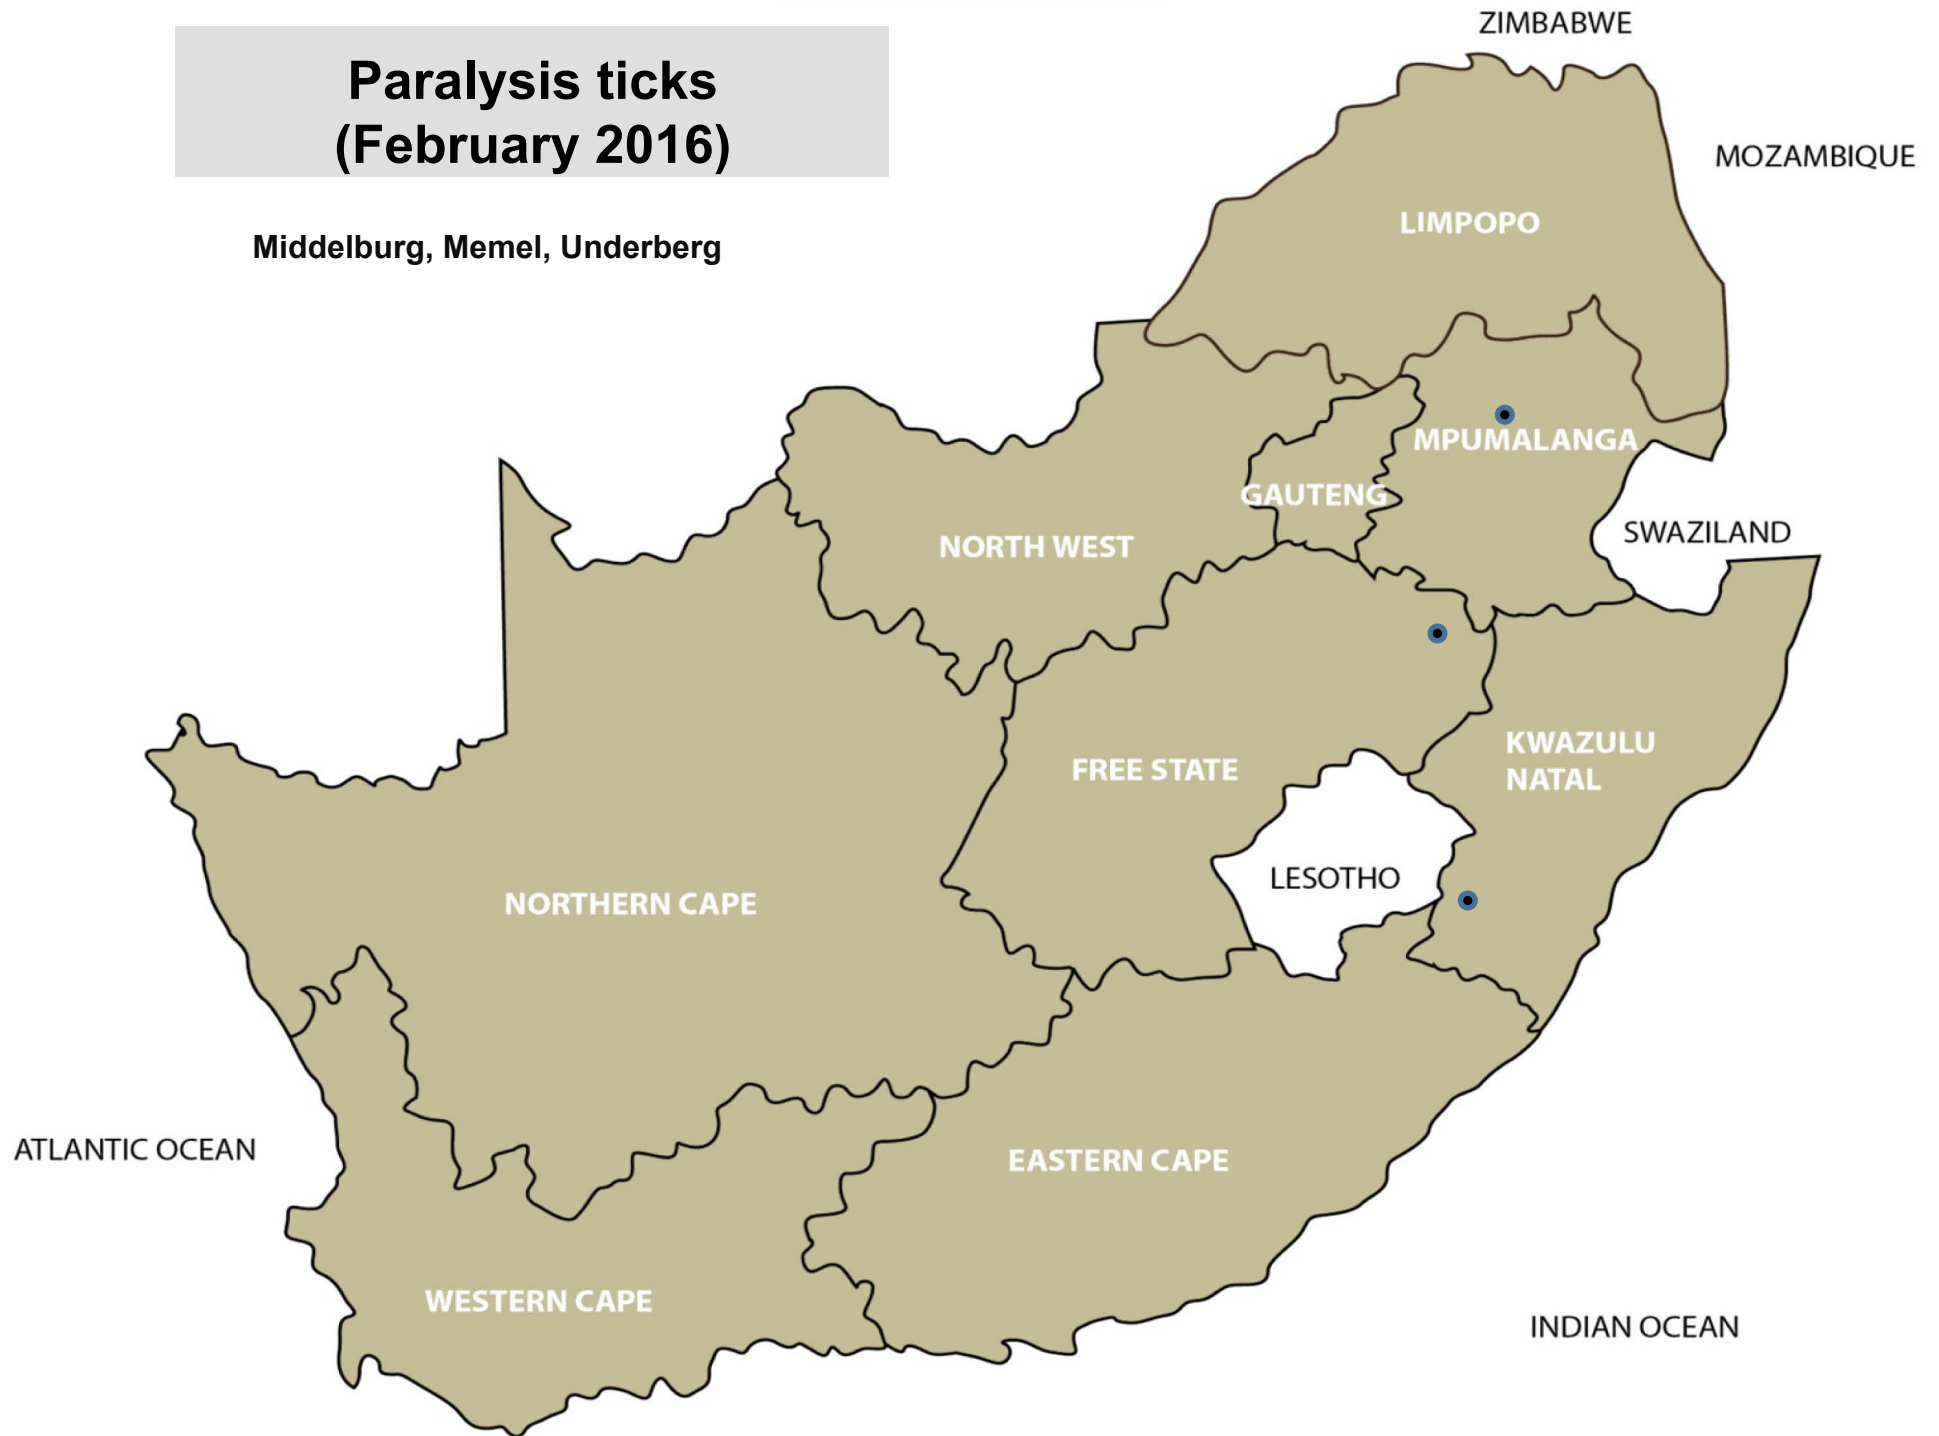 Paralysis ticks
(February 2016)
Middelburg, Memel, Underberg
ZIMBABWE
MOZAMBIQUE
LIMPOPO
MPUMALANGA
GAUTENG
SWAZILAND
NORTH WEST
KWAZULU
NATAL
FREE STATE
LESOTHO
NORTHERN CAPE
ATLANTIC OCEAN
EASTERN CAPE
WESTERN CAPE
INDIAN OCEAN